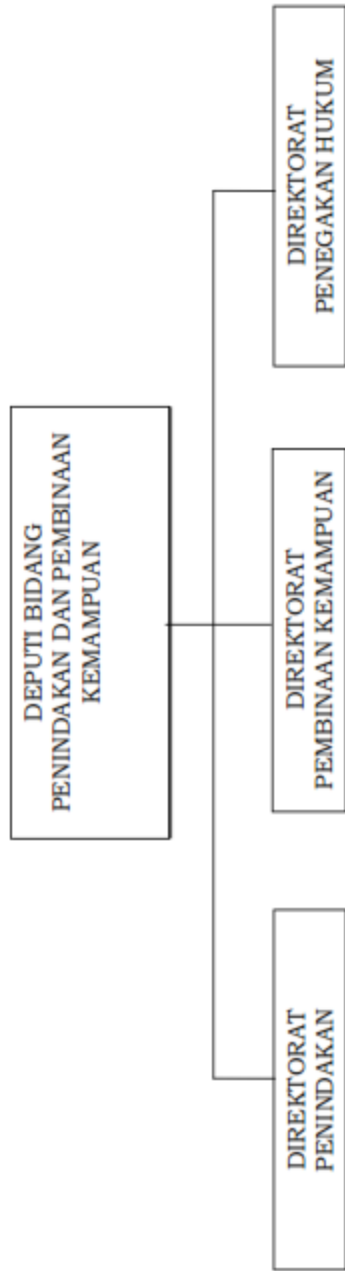 DEPUTI BIDANG
PENINDAKAN DAN PEMBINAAN
KEMAMPUAN
DIREKTORAT
PENINDAKAN
DIREKTORAT
PEMBINAAN KEMAMPUAN
DIREKTORAT
PENEGAKAN HUKUM